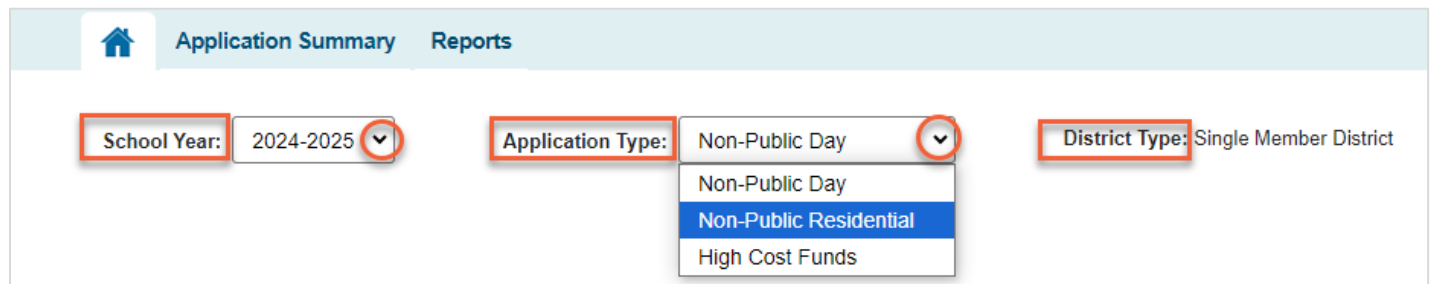 Application Summary Reports
School Year: 2024-2025 Application Type: Non-Public Day District Type: Single Member District
Non-Public Day
Non-Public Residential
High Cost Funds